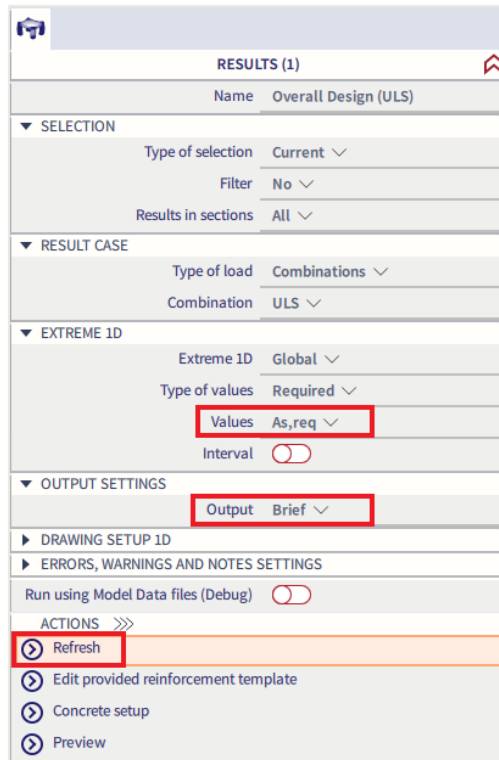 RESULTS (1)
Name Overall Design (ULS)
SELECTION
Type of selection Current
Filter No
Results in sections All
RESULT CASE
Type of load Combinations
Combination ULS
EXTREME 1D
Extreme 1D Global
Type of values Required
Values As,req
Interval
OUTPUT SETTINGS
Output Brief
DRAWING SETUP 1D
ERRORS, WARNINGS AND NOTES SETTINGS
Run using Model Data files (Debug)
ACTIONS >>>
Refresh
Edit provided reinforcement template
Concrete setup
Preview